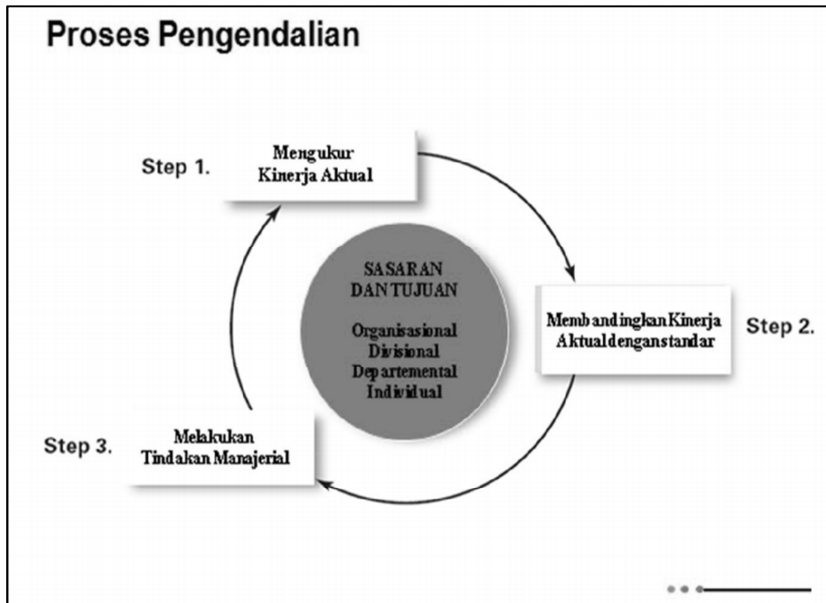 Proses Pengendalian
Step 1.
Mengukur
Kinerja Aktual
SASARAN
DAN TUJUAN
Organisasional
Divisional
Departemental
Individual
Membandingkan Kinerja
Aktual dengan standar
Step 2.
Step 3.
Melakukan
Tindakan Manajerial